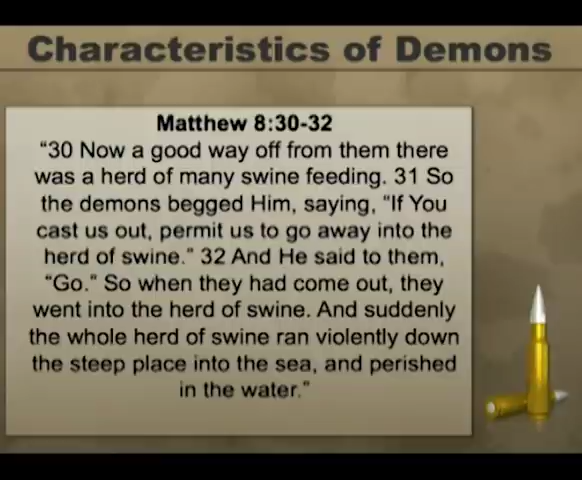 Characteristics of Demons
Matthew 8:30-32
“30 Now a good way off from them there
was a herd of many swine feeding. 31 So
the demons begged Him, saying, “If You
cast us out, permit us to go away into the
herd of swine.” 32 And He said to them,
“Go.” So when they had come out, they
went into the herd of swine. And suddenly
the whole herd of swine ran violently down
the steep place into the sea, and perished
in the water.”